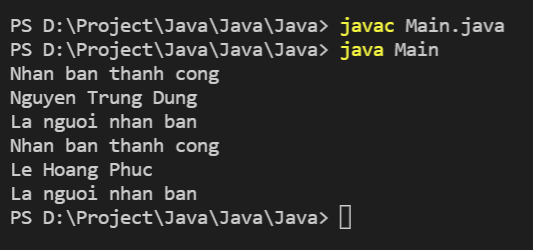 PS D:\Project\Java\Java\Java> javac Main.java
PS D:\Project\Java\Java\Java> java Main
Nhan ban thanh cong
Nguyen Trung Dung
La nguoi nhan ban
Nhan ban thanh cong
Le Hoang Phuc
La nguoi nhan ban
PS D:\Project\Java\Java\Java>